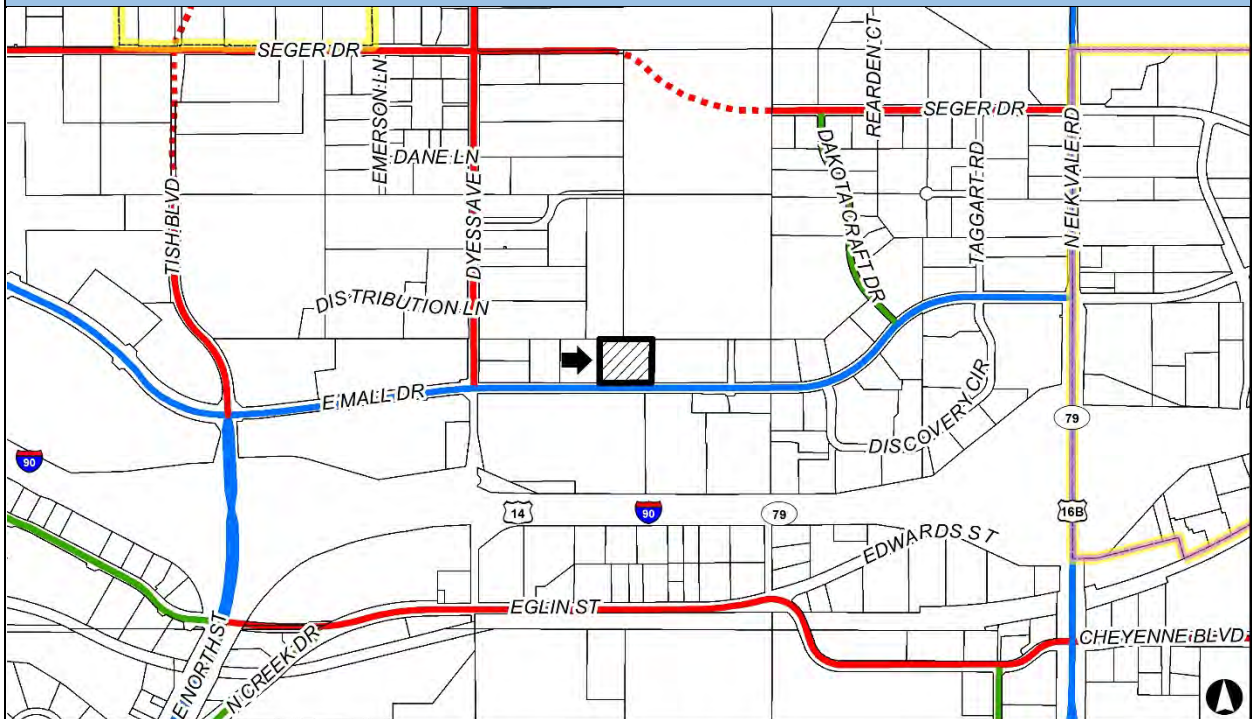 SEGER DR
REARDEN CT
SEGER DR
EMERSON LN
DANE LN
DAKOTA CRAFT DR
TAGGART RD
N ELK VALE RD
TISH BLVD
DYESS AVE
DISTRIBUTION LN
E MALL DR
DISCOVERY CIR
79
90
14
90
79
16B
EDWARDS ST
EGLIN ST
E NORTH ST
N CREEK DR
CHEYENNE BLVD